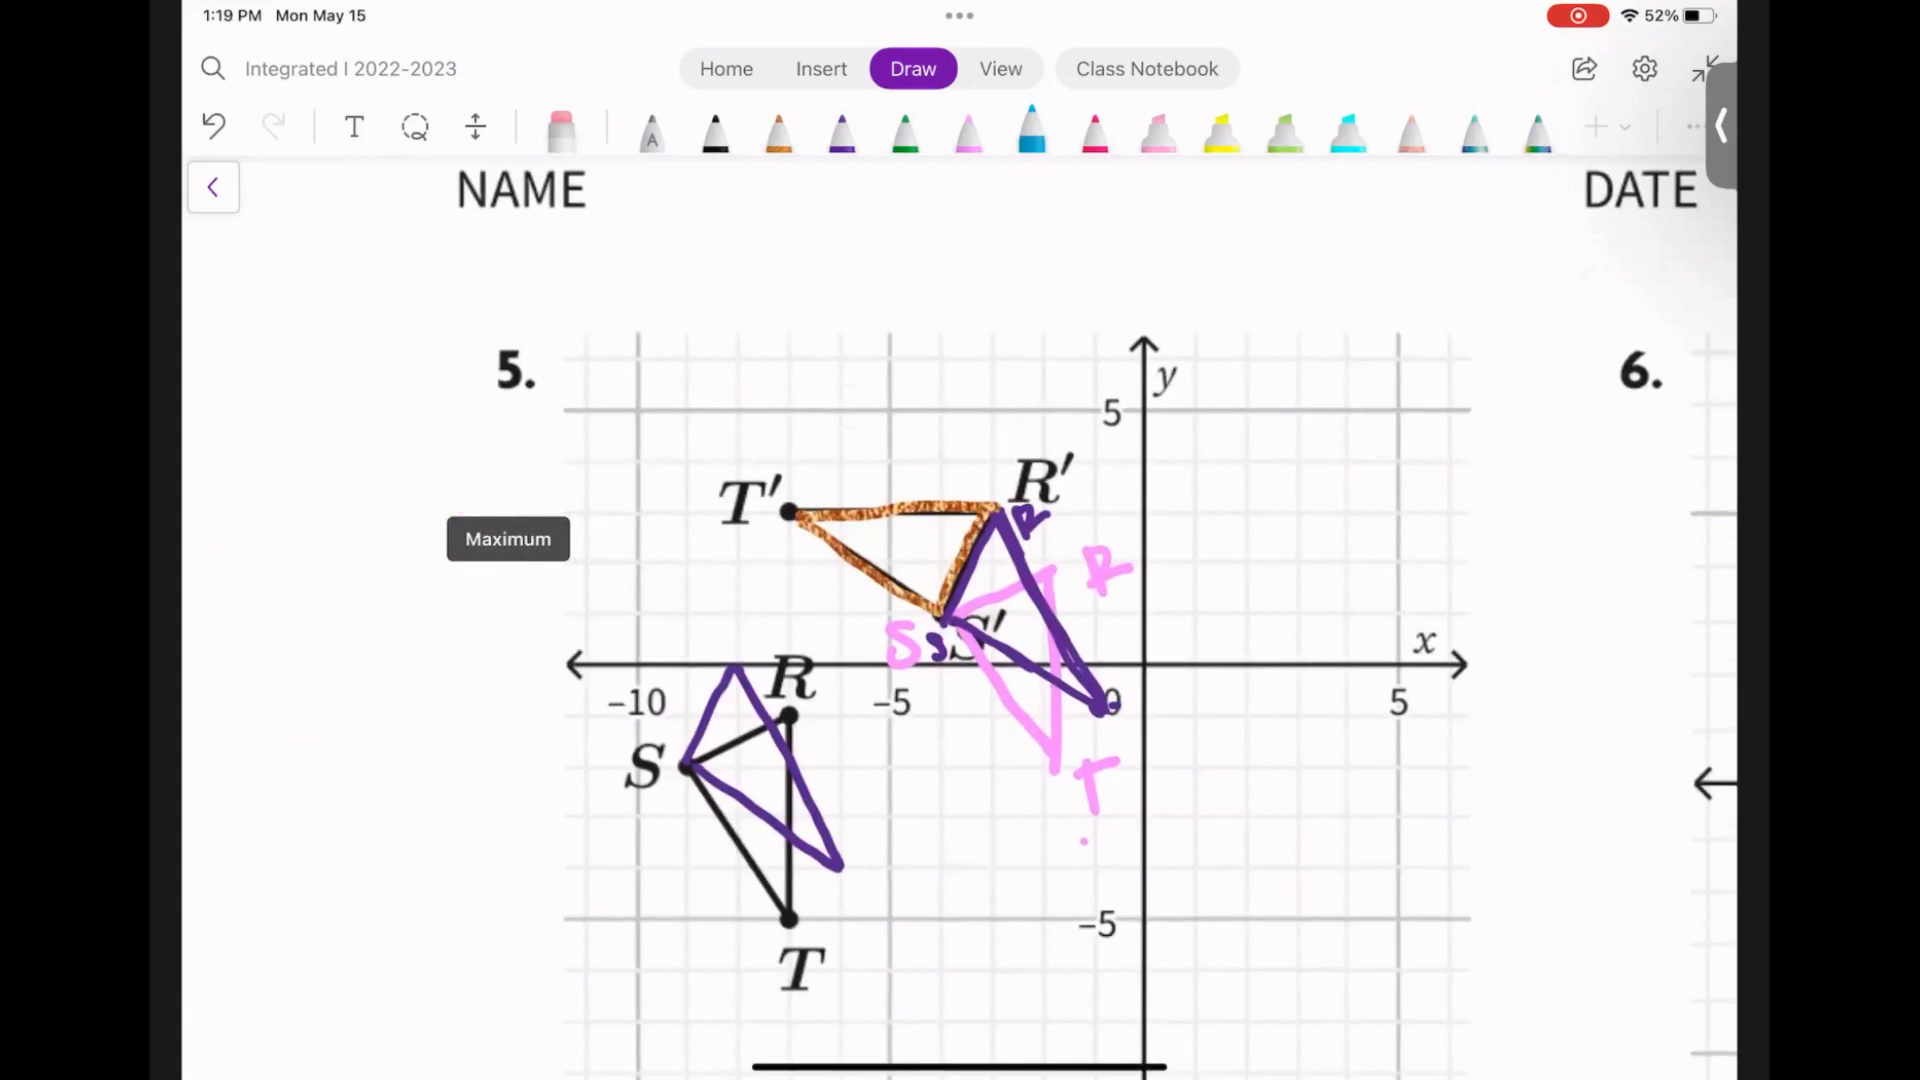 1:19 PM Mon May 15
52%
Integrated I 2022-2023
Home Insert Draw View Class Notebook
T A
NAME DATE
5. 6.
y
5
T′ R′
R
Maximum
R
S s S′
x
R
-10 -5 0 5
S
T
-5
T